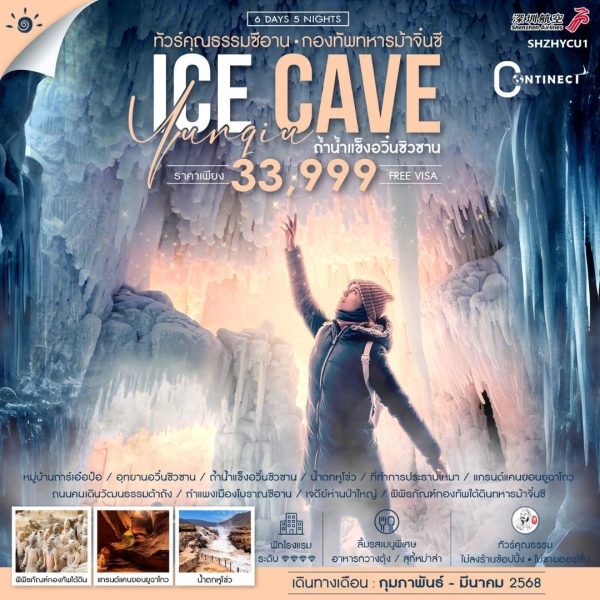 6 DAYS 5 NIGHTS
深圳航空
Shenzhen Airlines
SHZHYCU1
CONTINECT
ทัวร์คุณธรรมซีอาน • กองทัพทหารม้าจิ๋นซี
ICE CAVE
Yunqiu
ถ้ำน้ำแข็งอวิ๋นชิวซาน
ราคาเพียง 33,999 FREE VISA
หมู่บ้านถาร์เอ๋อป้อ / อุทยานอวิ๋นชิวซาน / ถ้ำน้ำแข็งอวิ๋นชิวซาน / น้ำตกหูโข่ว / ที่ทำการประธานเหมา / แกรนด์แคนยอนยูฉาโกว
ถนนคนเดินวัฒนธรรมต้าถัง / กำแพงเมืองโบราณซีอาน / เจดีย์ห่านป่าใหญ่ / พิพิธภัณฑ์กองทัพใต้ดินทหารม้าจิ๋นซี
พิพิธภัณฑ์กองทัพใต้ดิน
แกรนด์แคนยอนยูฉาโกว
น้ำตกหูโข่ว
พักโรงแรม
ระดับ
ลิ้มรสเมนูพิเศษ
อาหารกวางตุ้ง / สุกี้หม่าล่า
ทัวร์คุณธรรม
ไม่ลงร้านช้อปปิ้ง • ไม่ขายออฟชั่น
เดินทางเดือน : กุมภาพันธ์ - มีนาคม 2568